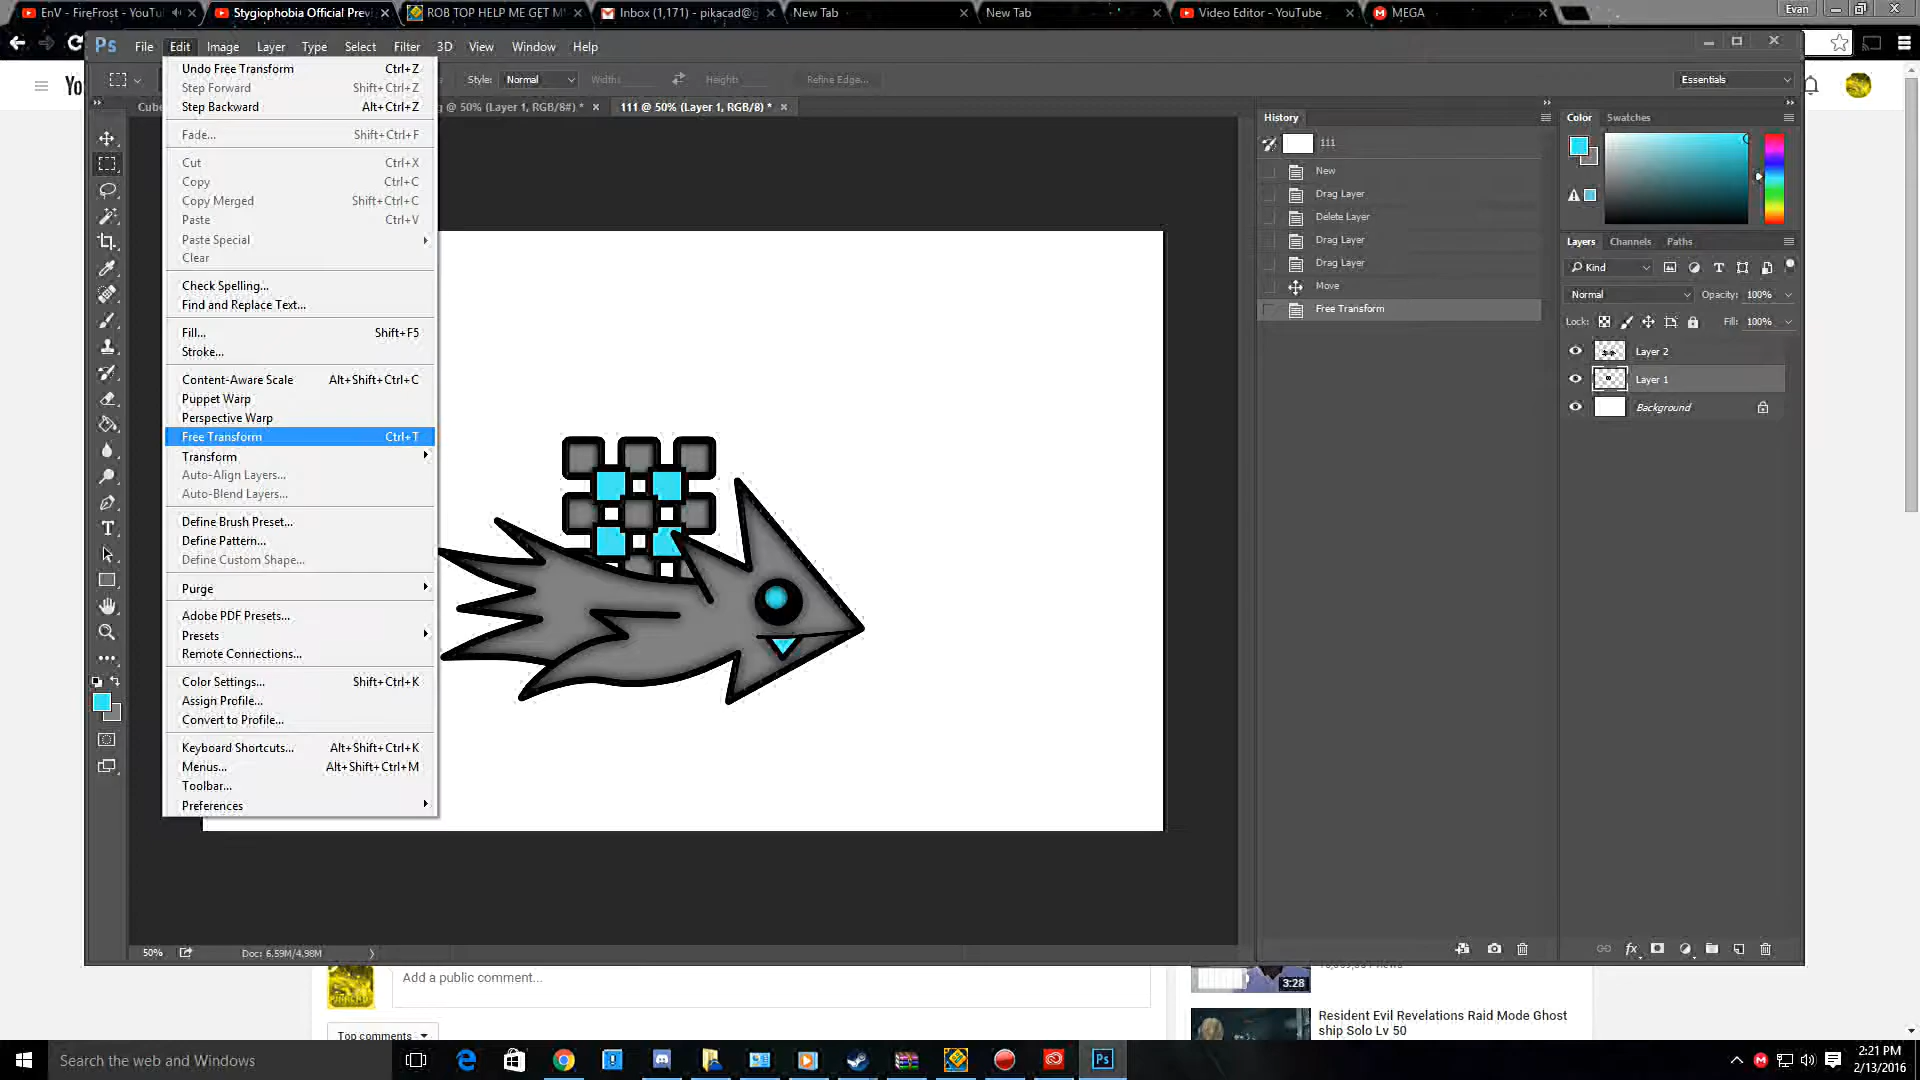 EnV - FireFrost - YouTu
Stygiophobia Official Previ
ROB TOP HELP ME GET M
Inbox (1,171) - pikacad@g
New Tab
New Tab
Video Editor - YouTube
MEGA
Evan
Ps
File
Edit
Image
Layer
Type
Select
Filter
3D
View
Window
Help
Style:
Normal
Width:
Height:
Refine Edge...
Essentials
Yo
Cube
g @ 50% (Layer 1, RGB/8#) *
111 @ 50% (Layer 1, RGB/8) *
Undo Free Transform Ctrl+Z
Step Forward Shift+Ctrl+Z
Step Backward Alt+Ctrl+Z
Fade... Shift+Ctrl+F
Cut Ctrl+X
Copy Ctrl+C
Copy Merged Shift+Ctrl+C
Paste Ctrl+V
Paste Special
Clear
Check Spelling...
Find and Replace Text...
Fill... Shift+F5
Stroke...
Content-Aware Scale Alt+Shift+Ctrl+C
Puppet Warp
Perspective Warp
Free Transform Ctrl+T
Transform
Auto-Align Layers...
Auto-Blend Layers...
Define Brush Preset...
Define Pattern...
Define Custom Shape...
Purge
Adobe PDF Presets...
Presets
Remote Connections...
Color Settings... Shift+Ctrl+K
Assign Profile...
Convert to Profile...
Keyboard Shortcuts... Alt+Shift+Ctrl+K
Menus... Alt+Shift+Ctrl+M
Toolbar...
Preferences
History
111
New
Drag Layer
Delete Layer
Drag Layer
Drag Layer
Move
Free Transform
Color
Swatches
Layers
Channels
Paths
Kind
Normal
Opacity: 100%
Lock:
Fill: 100%
Layer 2
Layer 1
Background
50%
Doc: 6.59M/4.98M
Add a public comment...
Top comments
3:28
Resident Evil Revelations Raid Mode Ghost
ship Solo Lv 50
Search the web and Windows
2:21 PM
2/13/2016